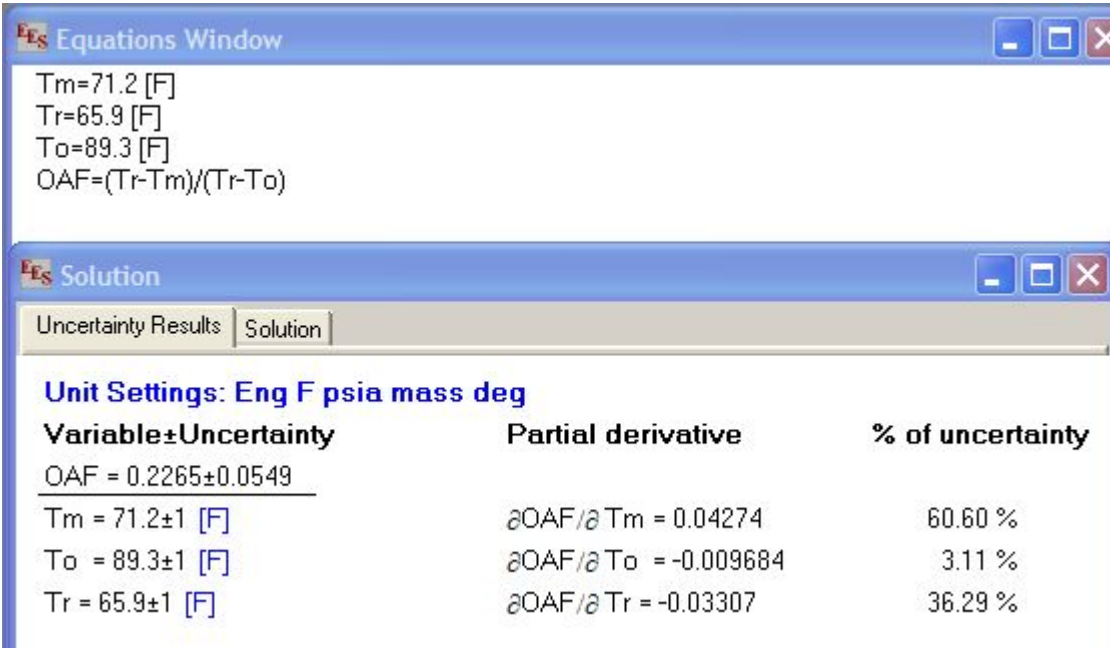 EES Equations Window
Tm=71.2 [F]
Tr=65.9 [F]
To=89.3 [F]
OAF=(Tr-Tm)/(Tr-To)
EES Solution
Uncertainty Results Solution
Unit Settings: Eng F psia mass deg
Variable±Uncertainty Partial derivative % of uncertainty
OAF = 0.2265±0.0549
Tm = 71.2±1 [F] ∂OAF/∂ Tm = 0.04274 60.60 %
To = 89.3±1 [F] ∂OAF/∂ To = -0.009684 3.11 %
Tr = 65.9±1 [F] ∂OAF/∂ Tr = -0.03307 36.29 %